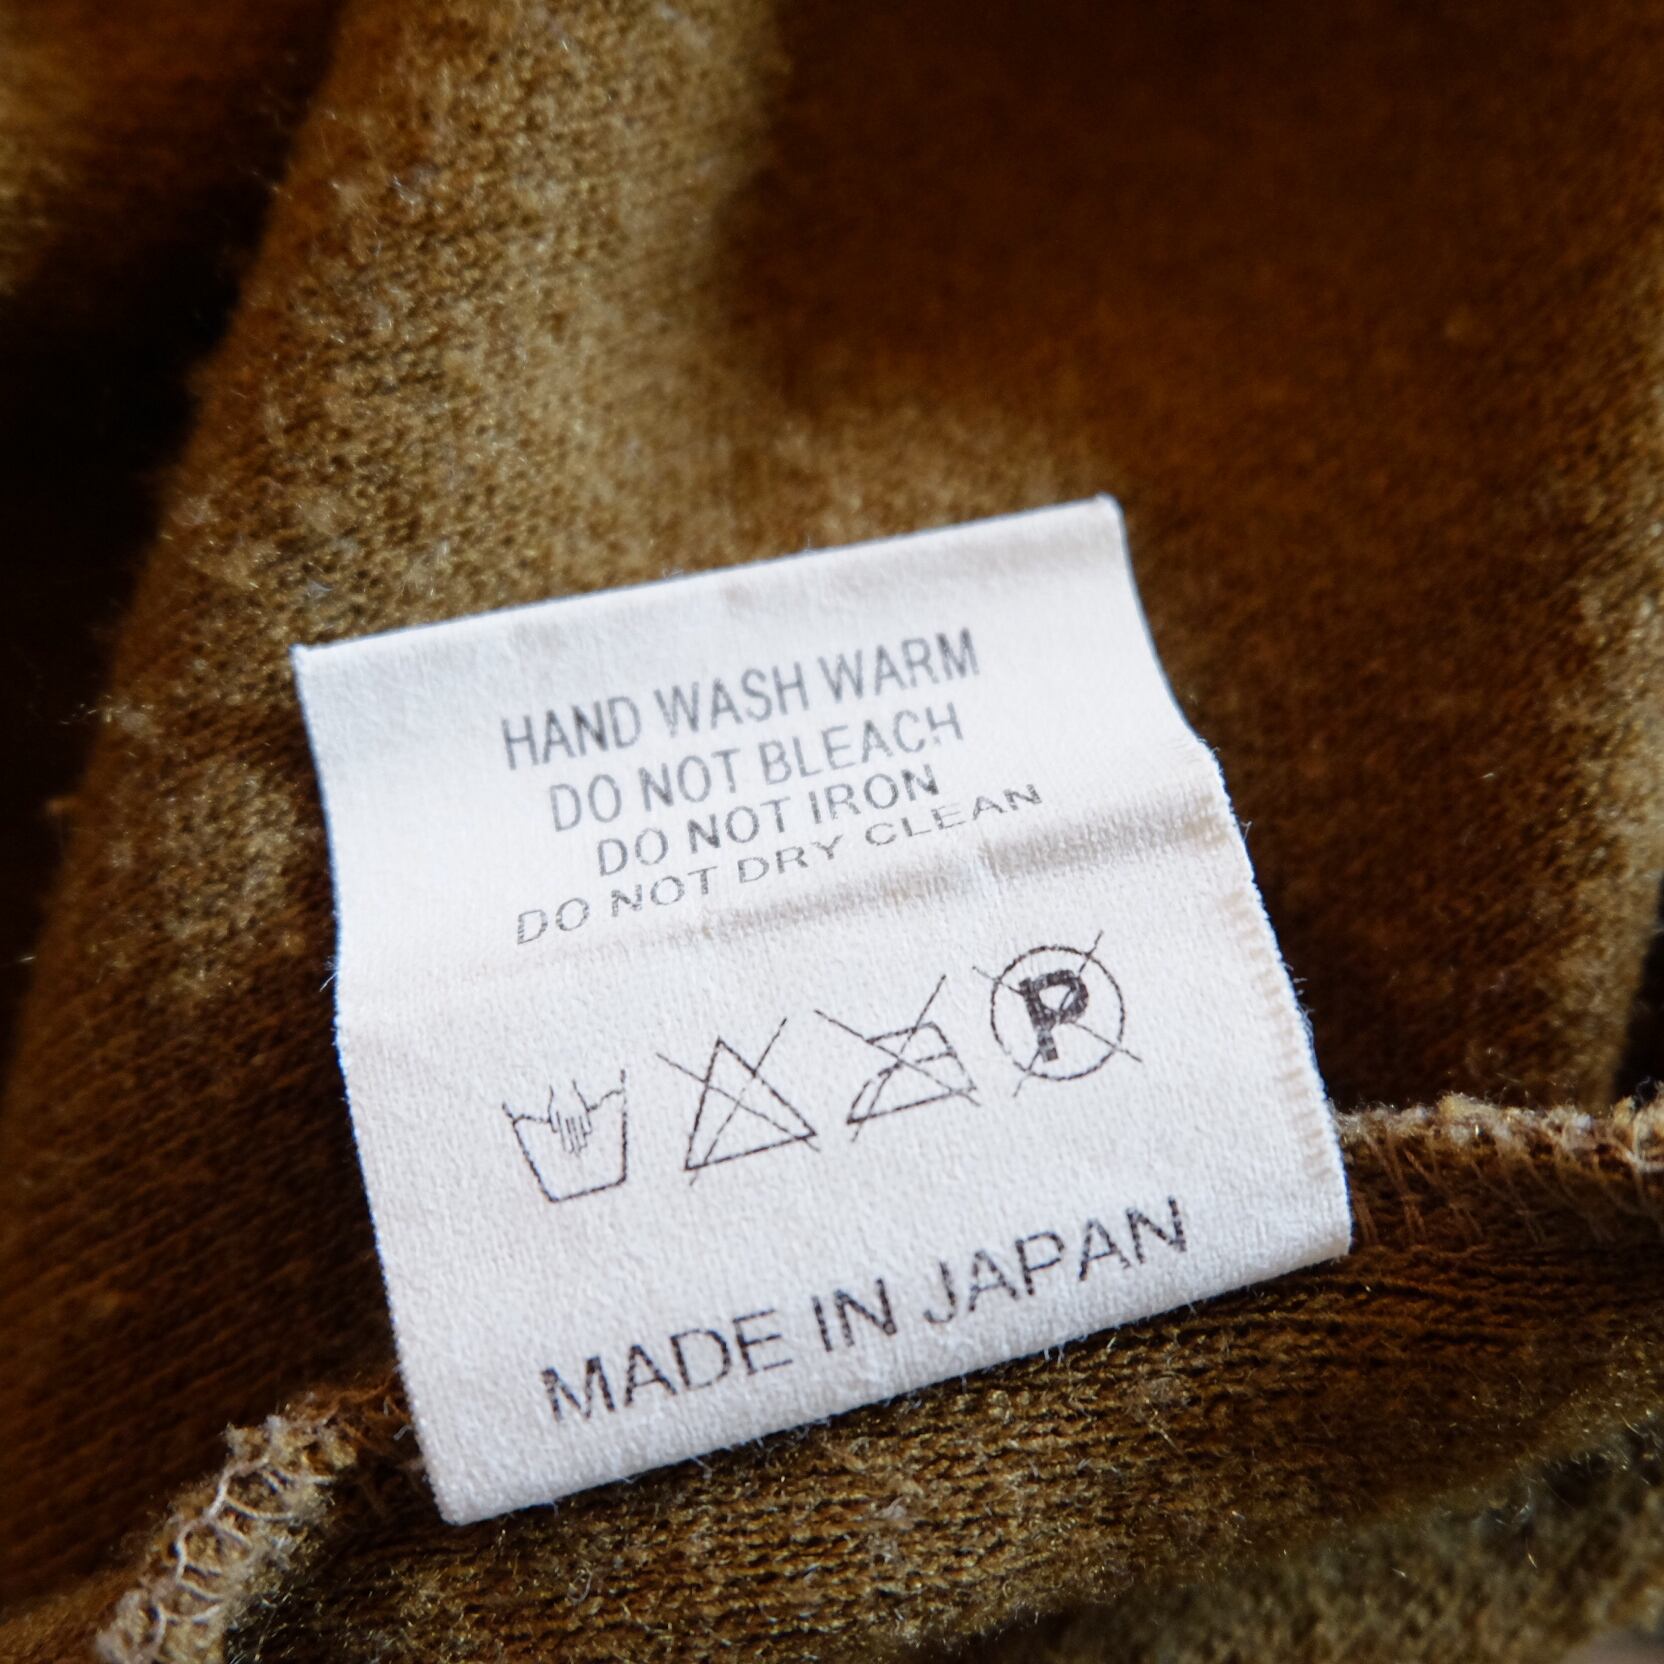 HAND WASH WARM
DO NOT BLEACH
DO NOT IRON
DO NOT DRY CLEAN
P
MADE IN JAPAN